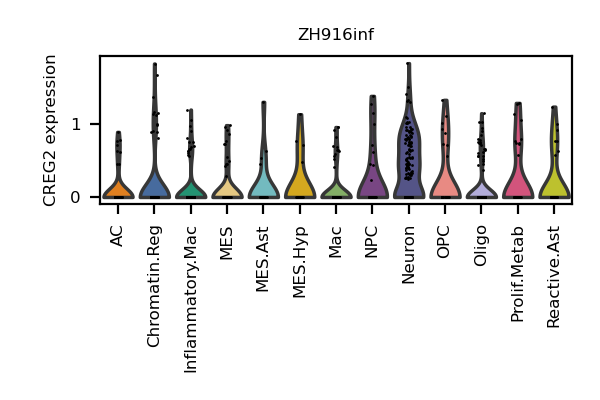 ZH916inf
CREG2 expression
1
0
AC
Chromatin.Reg
Inflammatory.Mac
MES
MES.Ast
MES.Hyp
Mac
NPC
Neuron
OPC
Oligo
Prolif.Metab
Reactive.Ast